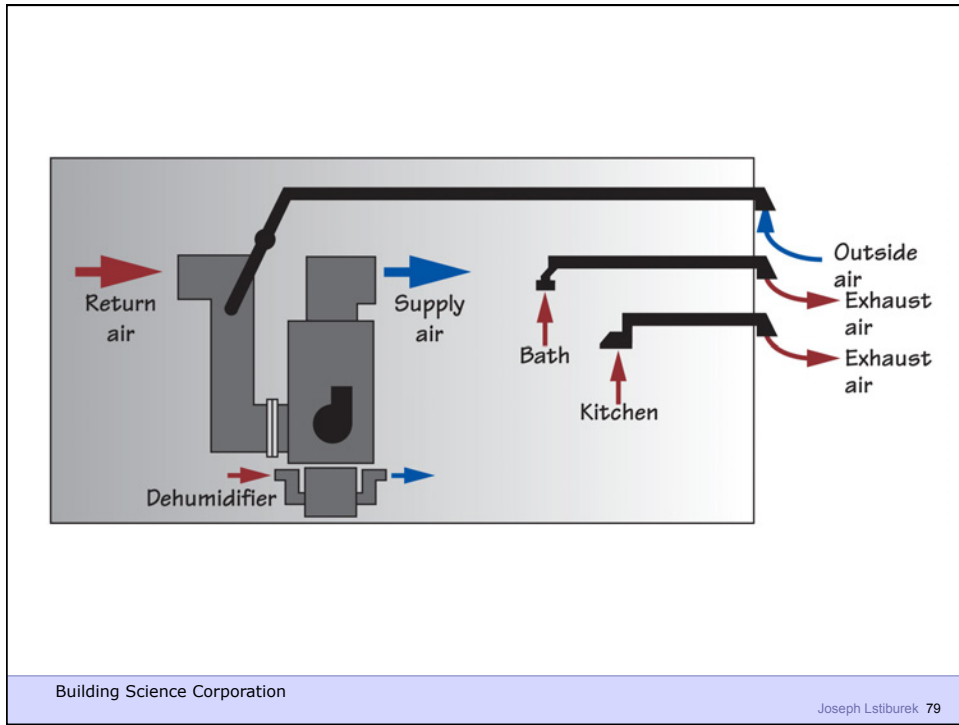 Return
air
Supply
air
Outside
air
Exhaust
air
Bath
Exhaust
air
Kitchen
Dehumidifier
Building Science Corporation
Joseph Lstiburek 79